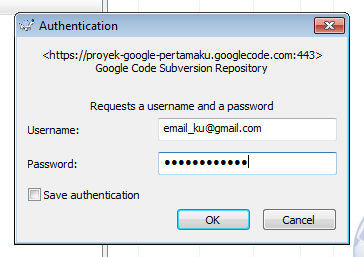 Authentication
<https://proyek-google-pertamaku.googlecode.com:443>
Google Code Subversion Repository
Requests a username and a password
Username: email_ku@gmail.com
Password: ●●●●●●●●●●●●
Save authentication
OK Cancel